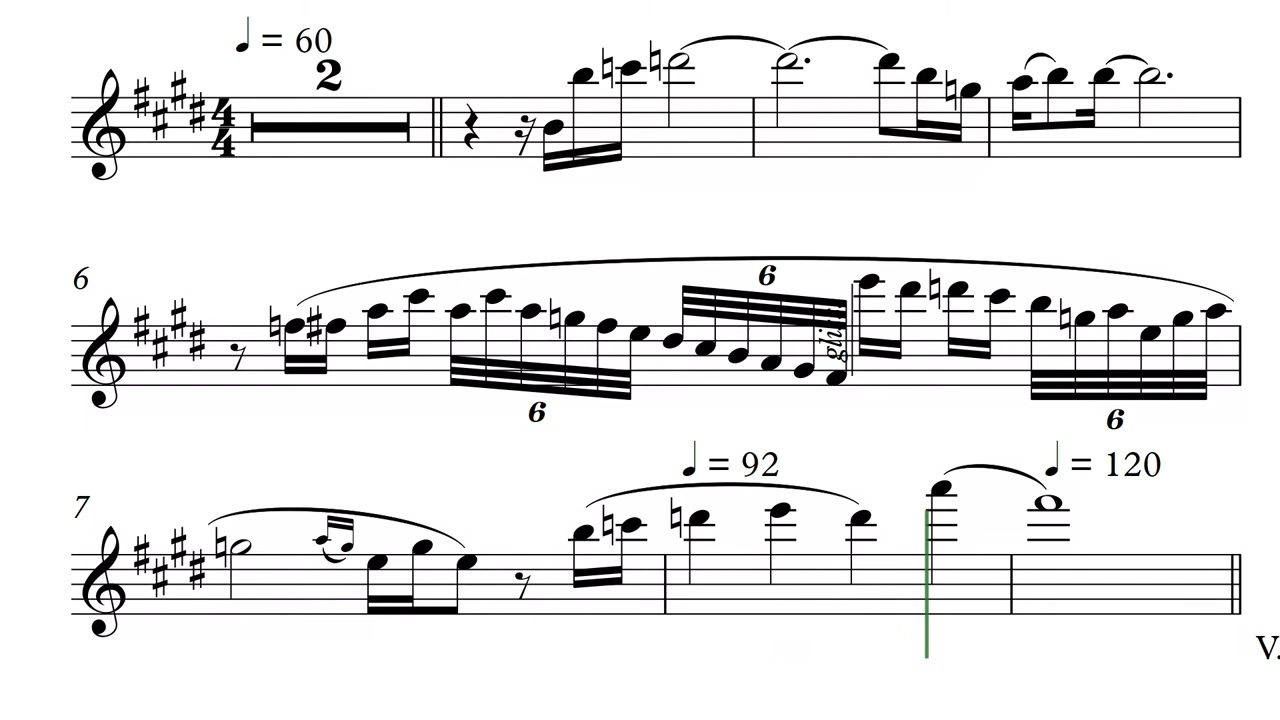 ♩ = 60
2
4
4
6
6
gliss.
6
6
7
♩ = 92
♩ = 120
V.